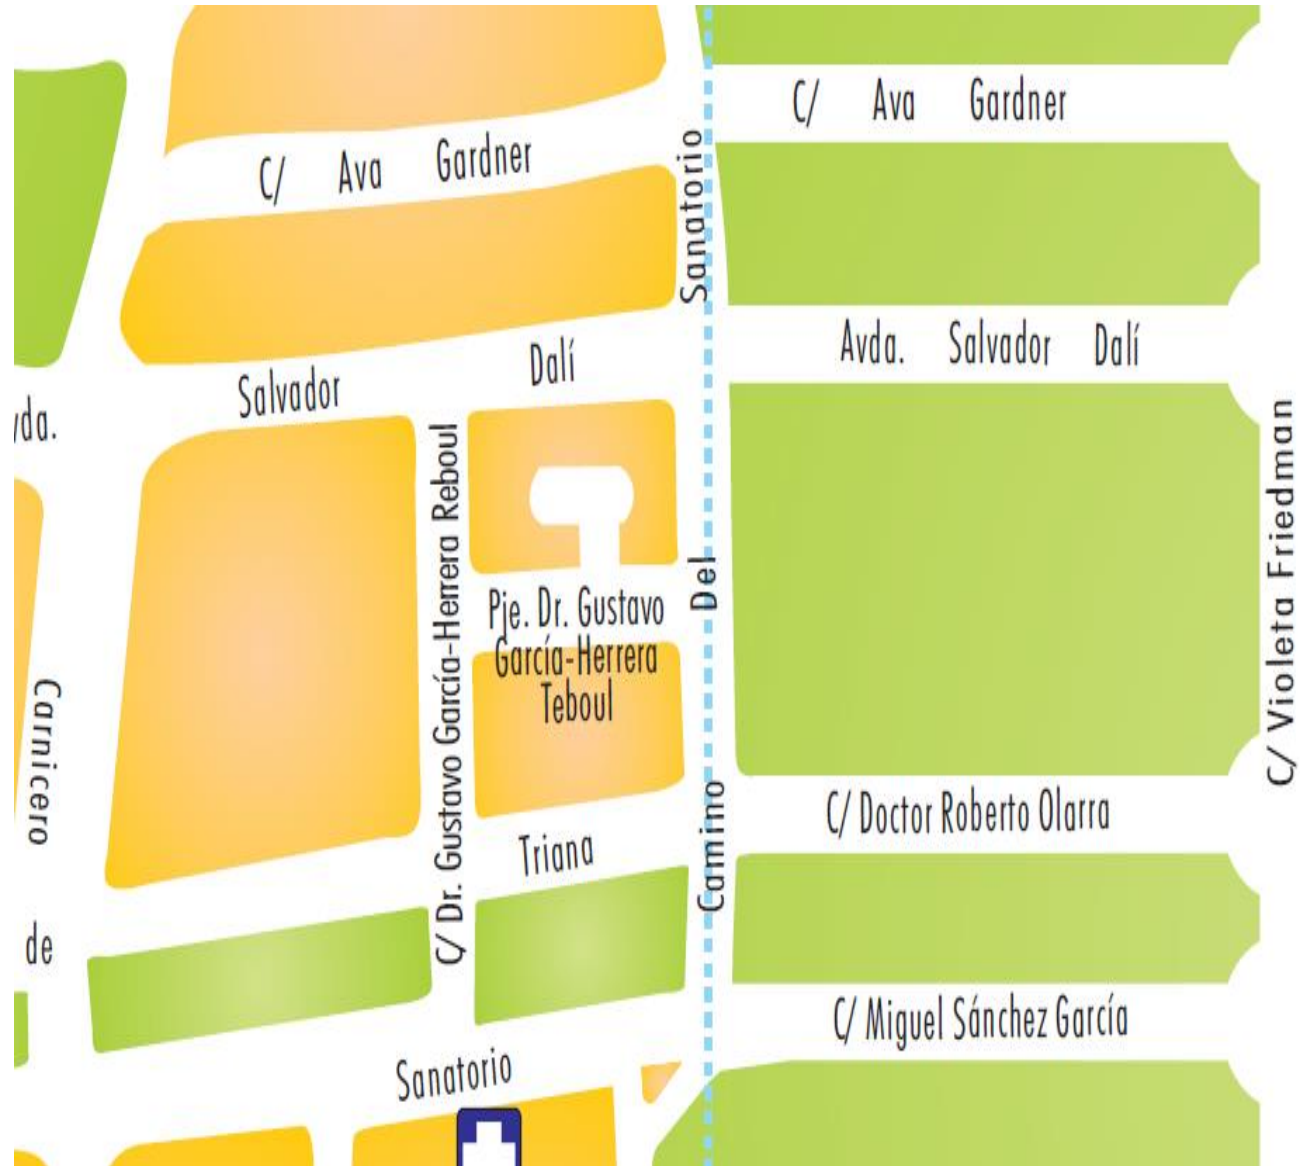 C/ Ava Gardner
C/ Ava Gardner
Sanatorio
Avda. Salvador Dalí
Salvador Dalí
vda.
C/ Dr. Gustavo García-Herrera Reboul
Pje. Dr. Gustavo
García-Herrera
Teboul
Camino Del
C/ Violeta Friedman
Carnicero
C/ Doctor Roberto Olarra
Triana
de
C/ Miguel Sánchez García
Sanatorio